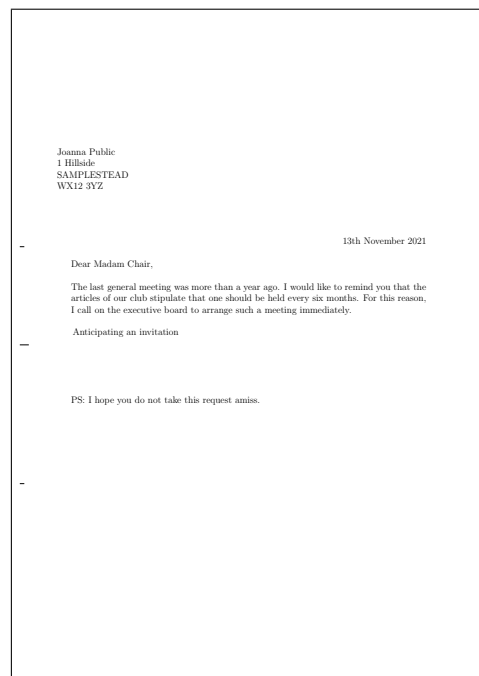 Joanna Public
1 Hillside
SAMPLESTEAD
WX12 3YZ
13th November 2021
Dear Madam Chair,
The last general meeting was more than a year ago. I would like to remind you that the
articles of our club stipulate that one should be held every six months. For this reason,
I call on the executive board to arrange such a meeting immediately.
Anticipating an invitation
PS: I hope you do not take this request amiss.